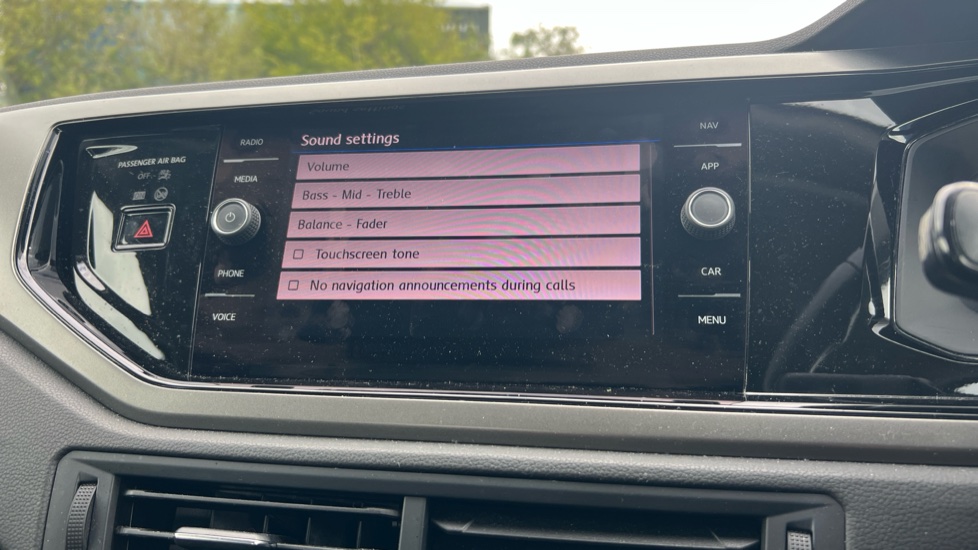 PASSENGER AIR BAG
OFF
RADIO
MEDIA
PHONE
VOICE
Sound settings
Volume
Bass - Mid - Treble
Balance - Fader
Touchscreen tone
No navigation announcements during calls
NAV
APP
CAR
MENU